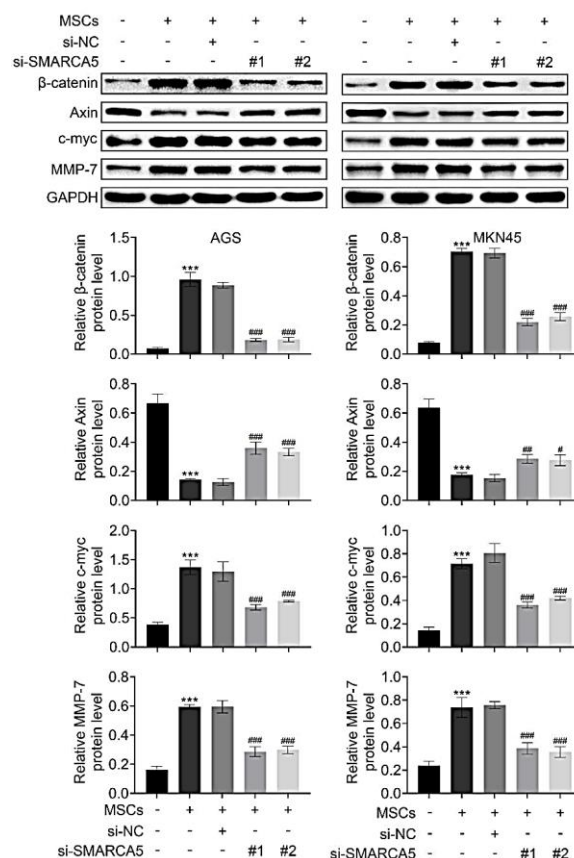 MSCs - + + + + - + + + +
si-NC - - + - - - - + - -
si-SMARCA5 - - - #1 #2 - - - #1 #2
β-catenin
Axin
c-myc
MMP-7
GAPDH
AGS
Relative β-catenin
protein level
1.5
1.0
0.5
0.0
***
###
###
MKN45
Relative β-catenin
protein level
0.8
0.6
0.4
0.2
0.0
***
###
###
Relative Axin
protein level
0.8
0.6
0.4
0.2
0.0
***
###
###
Relative Axin
protein level
0.8
0.6
0.4
0.2
0.0
***
##
#
Relative c-myc
protein level
2.0
1.5
1.0
0.5
0.0
***
###
###
Relative c-myc
protein level
1.0
0.8
0.6
0.4
0.2
0.0
***
###
###
Relative MMP-7
protein level
0.8
0.6
0.4
0.2
0.0
***
###
###
Relative MMP-7
protein level
1.0
0.8
0.6
0.4
0.2
0.0
***
###
###
MSCs - + + + +
si-NC - - + - -
si-SMARCA5 - - - #1 #2
MSCs - + + + +
si-NC - - + - -
si-SMARCA5 - - - #1 #2